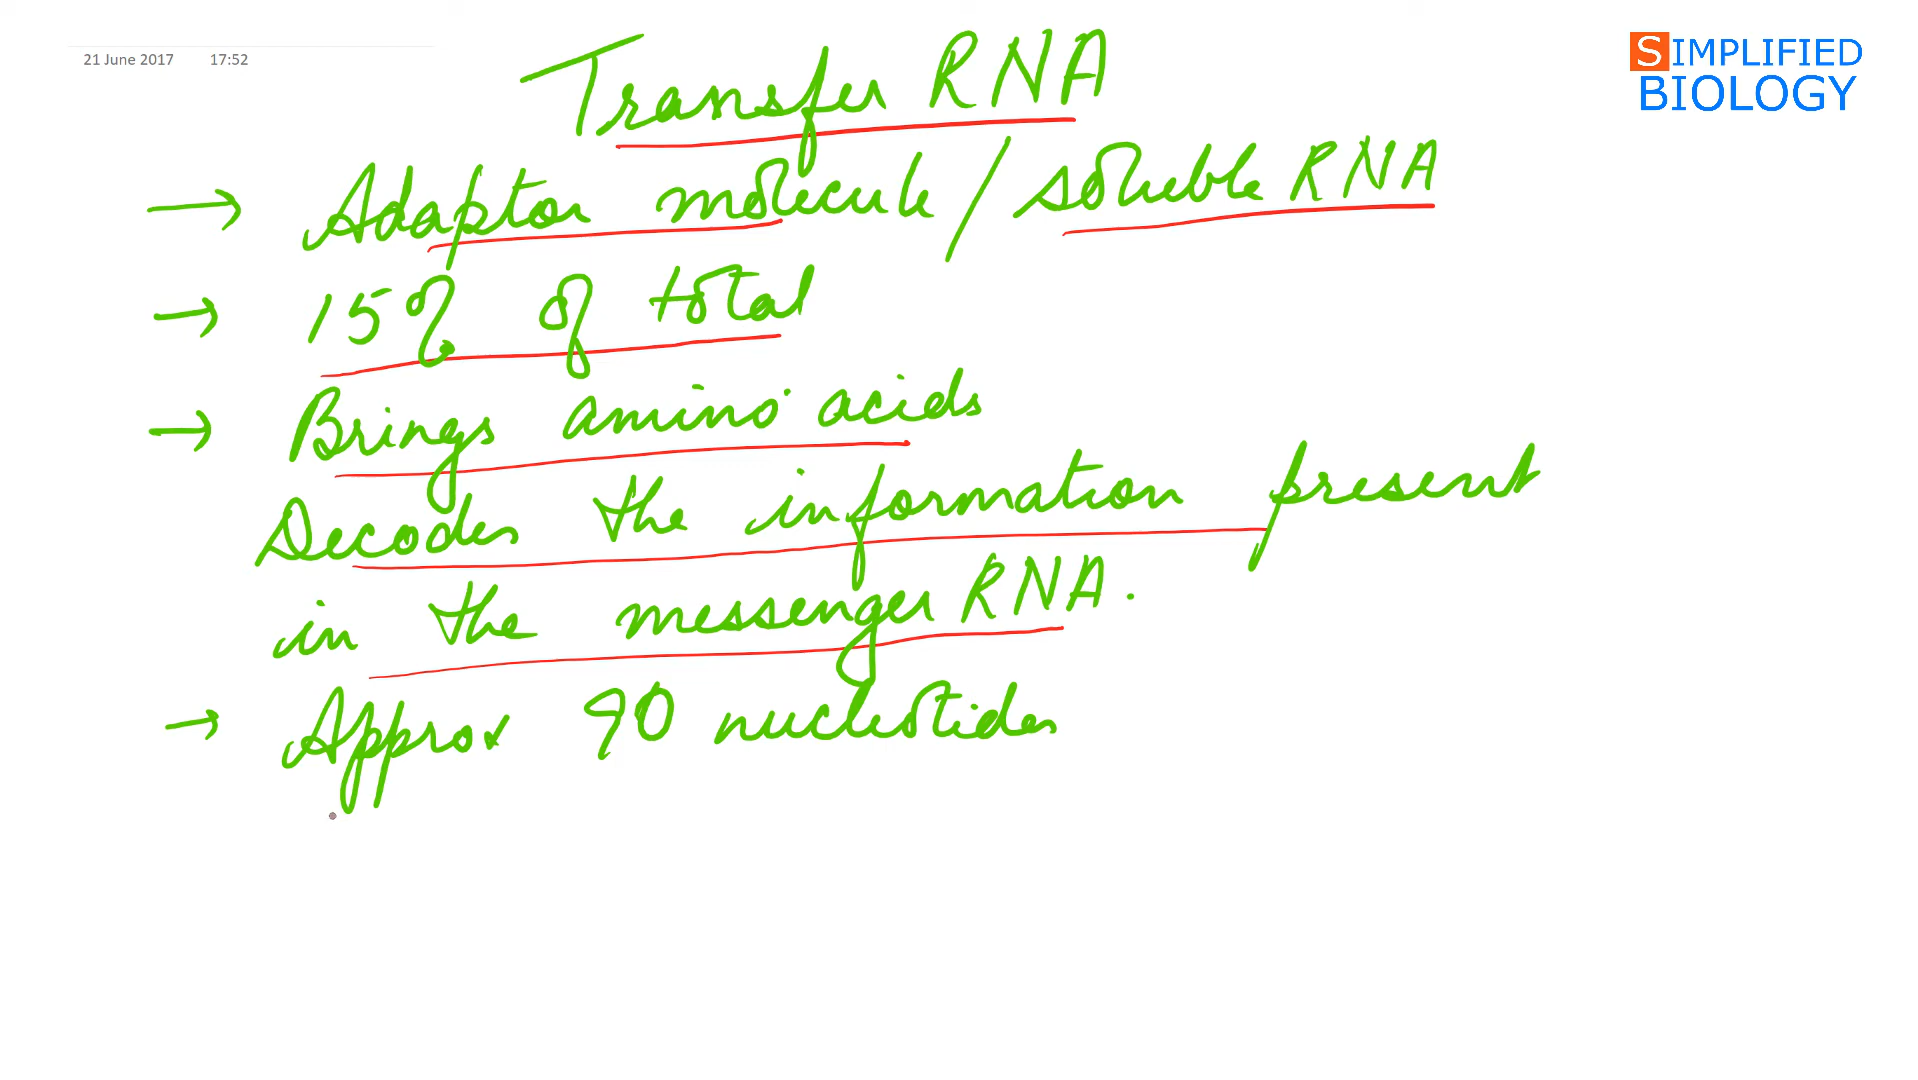 21 June 2017 17:52
SIMPLIFIED
BIOLOGY
Transfer RNA
→ Adaptor molecule / soluble RNA
→ 15% of total
→ Brings amino acids
Decodes the information present
in the messenger RNA.
→ Approx 90 nucleotides